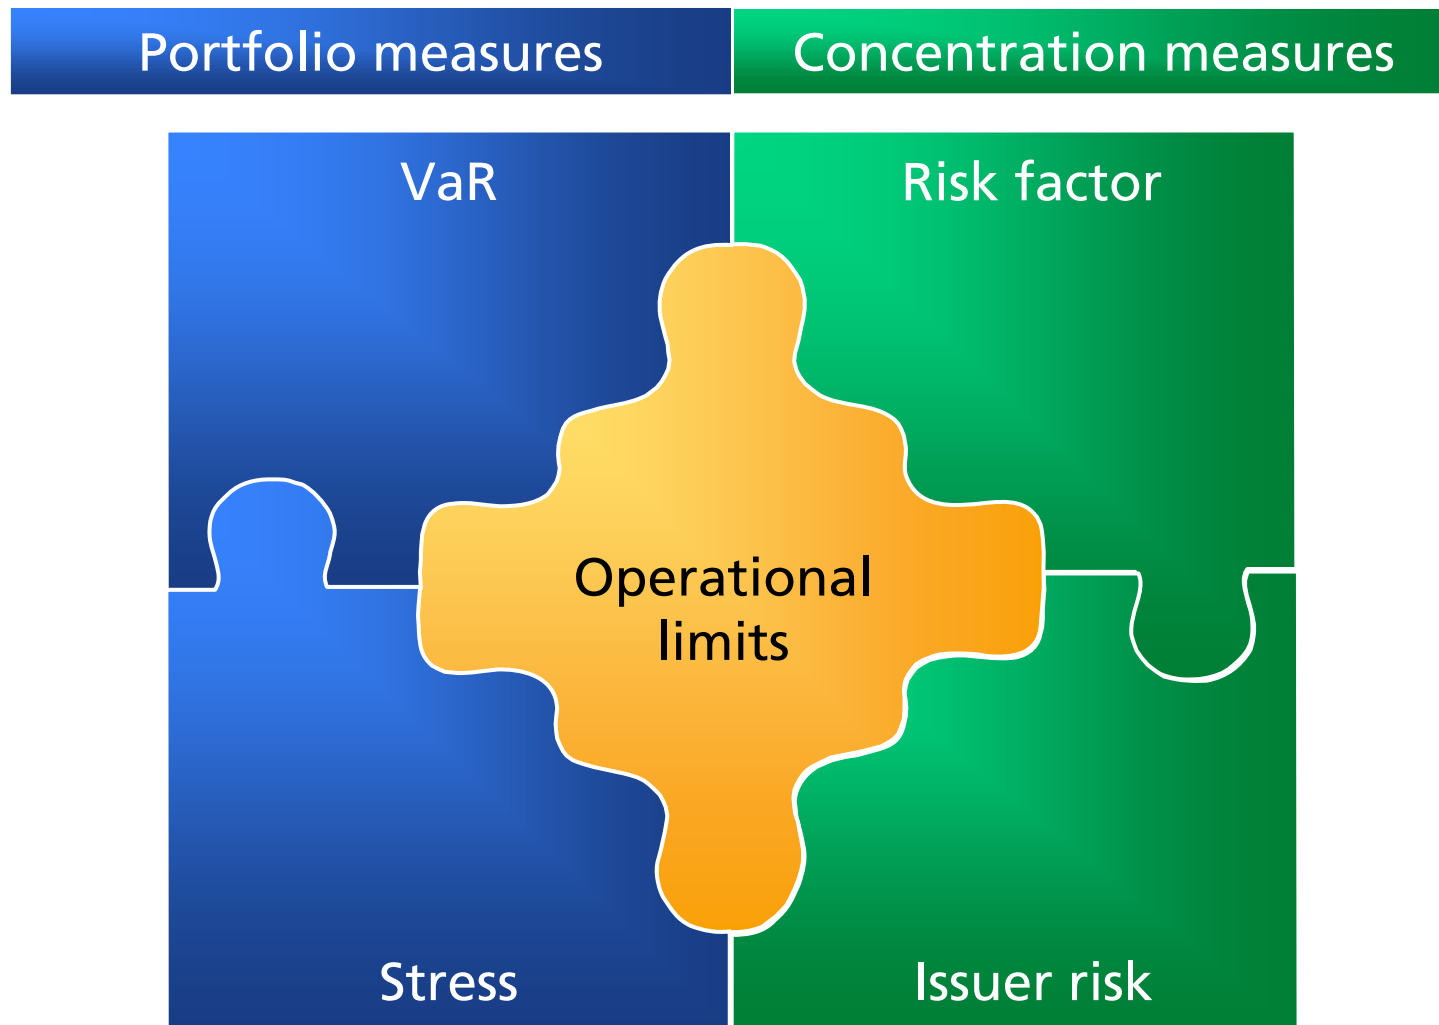 Portfolio measures
Concentration measures
VaR
Risk factor
Operational
limits
Stress
Issuer risk